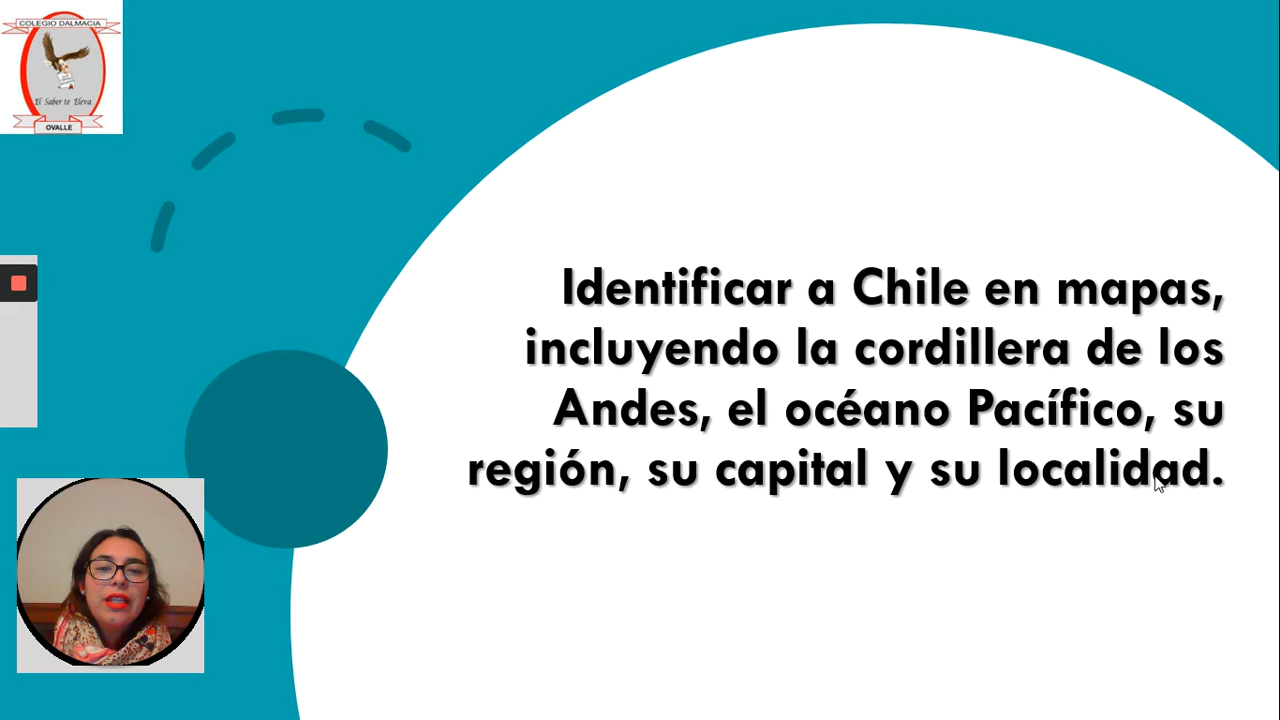 COLEGIO DALMACIA
El Saber te Eleva
OVALLE
Identificar a Chile en mapas,
incluyendo la cordillera de los
Andes, el océano Pacífico, su
región, su capital y su localidad.